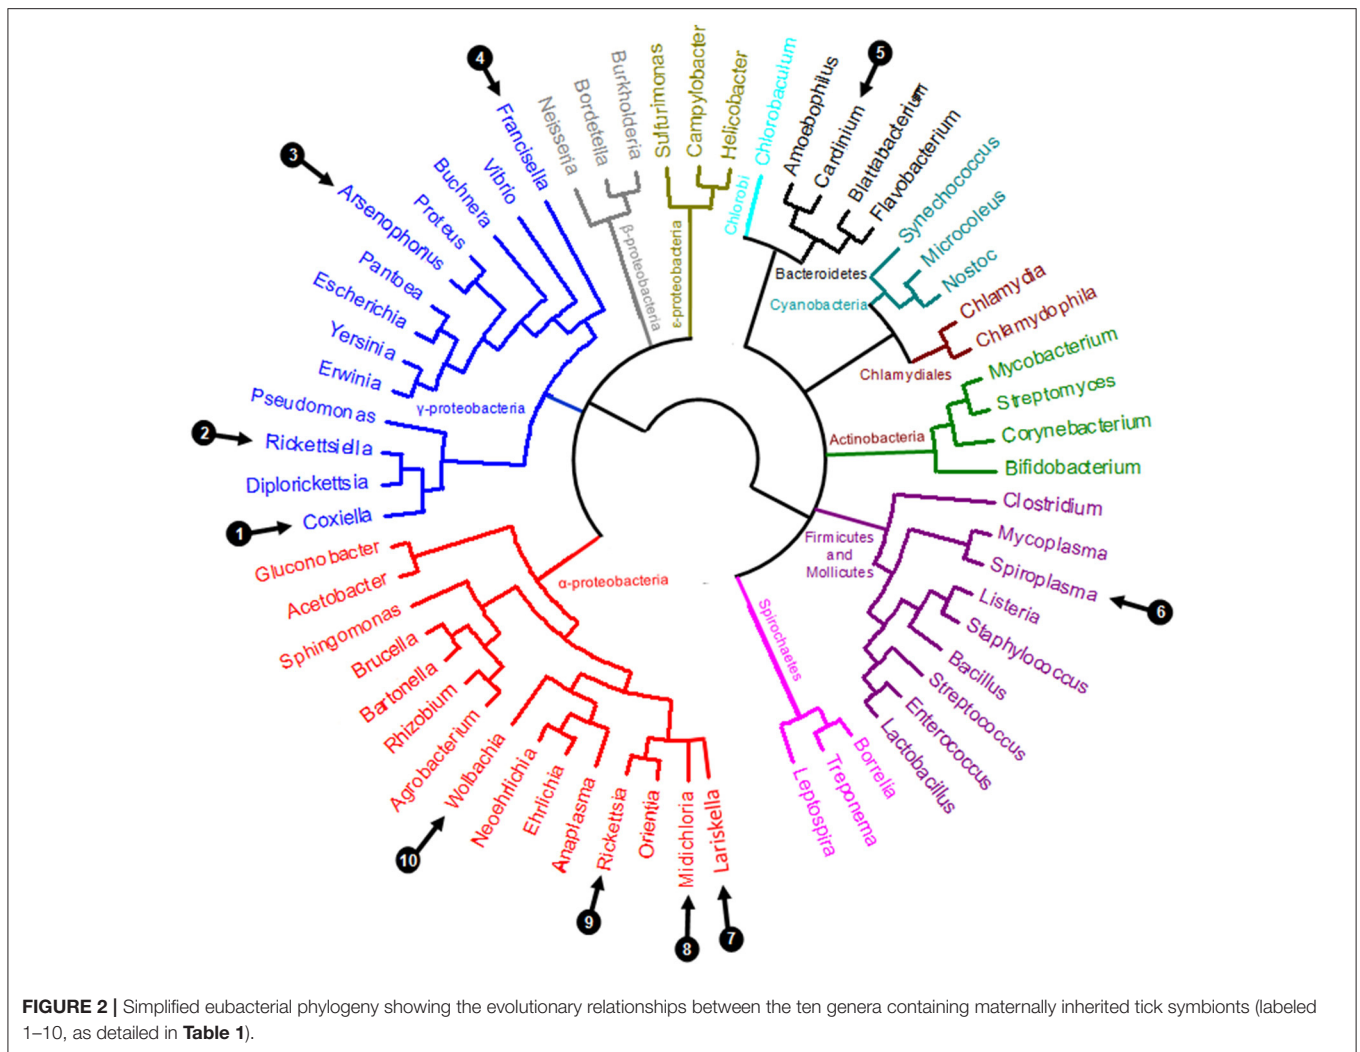 4
Francisella
Neisseria
Bordetella
Burkholderia
β-proteobacteria
Sulfurimonas
Campylobacter
Helicobacter
ε-proteobacteria
Chlorobaculum
Chlorobi
5
Amoebophilus
Cardinium
Blattabacterium
Flavobacterium
Bacteroidetes
Synechococcus
Microcoleus
Nostoc
Cyanobacteria
Chlamydia
Chlamydophila
Chlamydiales
Mycobacterium
Streptomyces
Corynebacterium
Bifidobacterium
Actinobacteria
Clostridium
Mycoplasma
Spiroplasma
6
Listeria
Staphylococcus
Bacillus
Streptococcus
Enterococcus
Lactobacillus
Firmicutes
and
Mollicutes
Spirochaetes
Borrelia
Treponema
Leptospira
3
Arsenophonus
Proteus
Buchnera
Vibrio
Pantoea
Escherichia
Yersinia
Erwinia
γ-proteobacteria
Pseudomonas
2
Rickettsiella
Diplorickettsia
1
Coxiella
Gluconobacter
Acetobacter
α-proteobacteria
Sphingomonas
Brucella
Bartonella
Rhizobium
Agrobacterium
Wolbachia
10
Neoehrlichia
Ehrlichia
Anaplasma
Rickettsia
9
Orientia
Midichloria
8
Lariskella
7
FIGURE 2 | Simplified eubacterial phylogeny showing the evolutionary relationships between the ten genera containing maternally inherited tick symbionts (labeled
1–10, as detailed in Table 1).